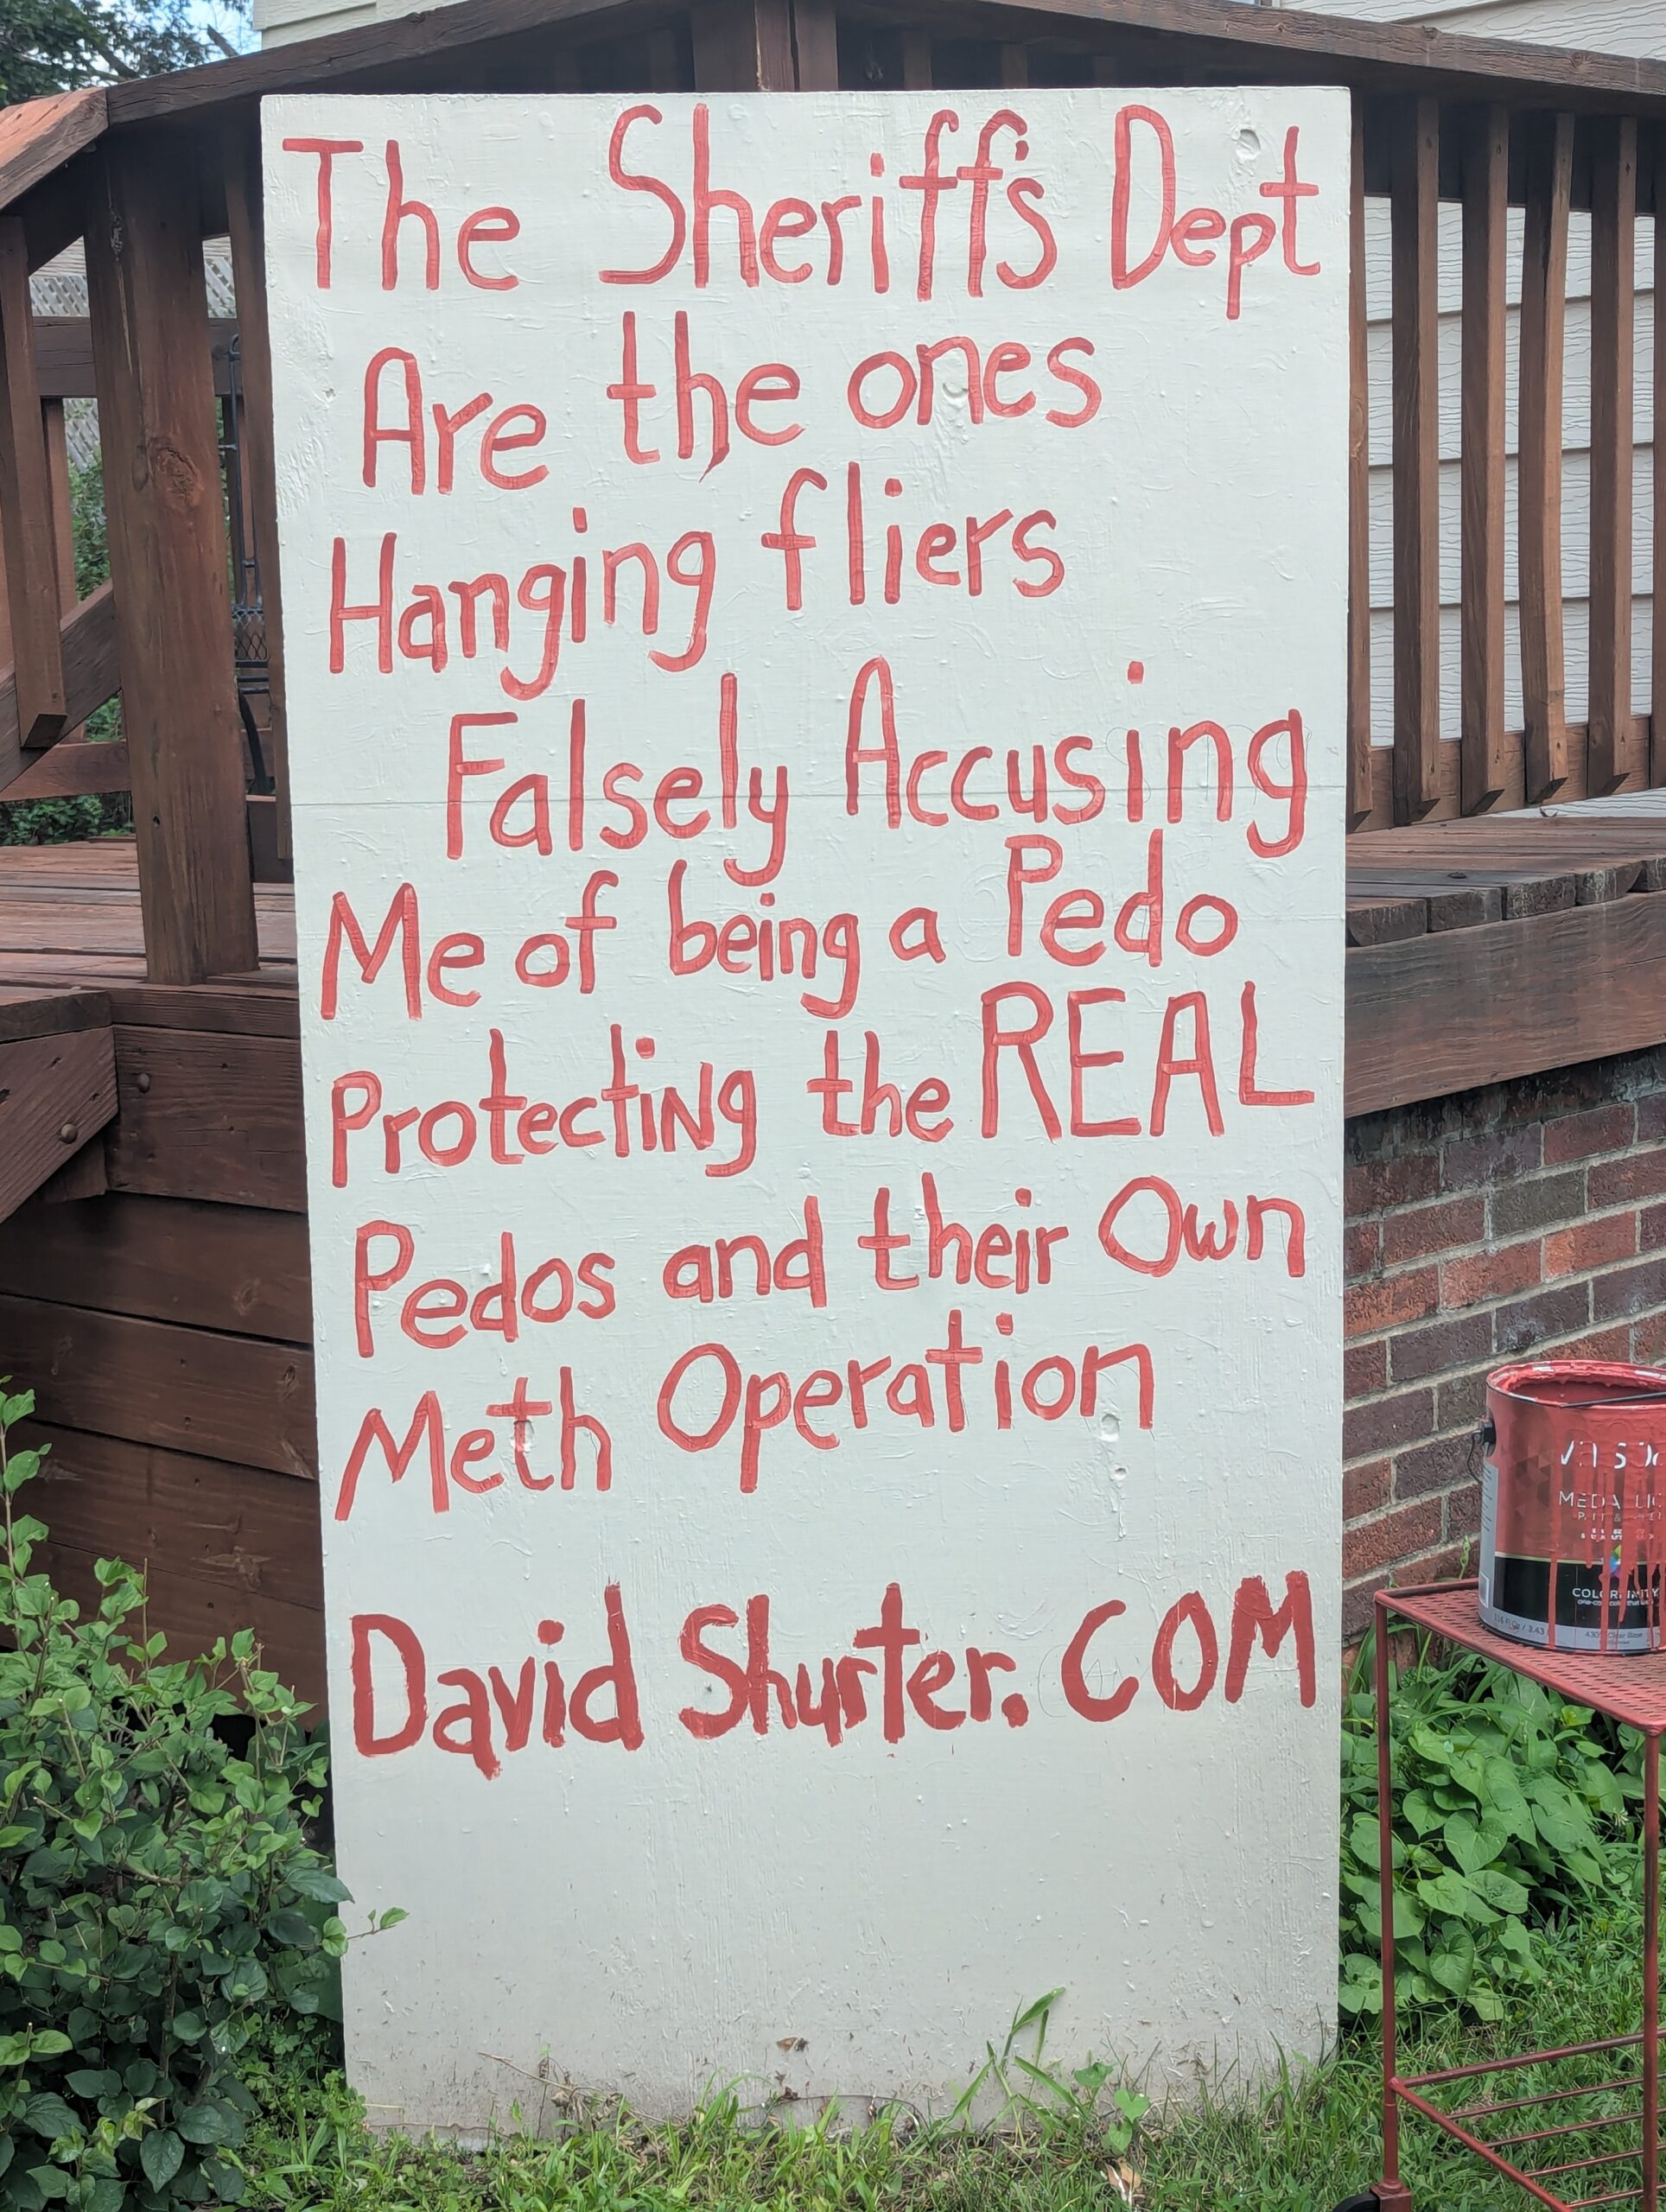 The Sheriff's Dept
Are the ones
Hanging fliers
Falsely Accusing
Me of being a Pedo
Protecting the REAL
Pedos and their Own
Meth Operation
David Shurter.COM